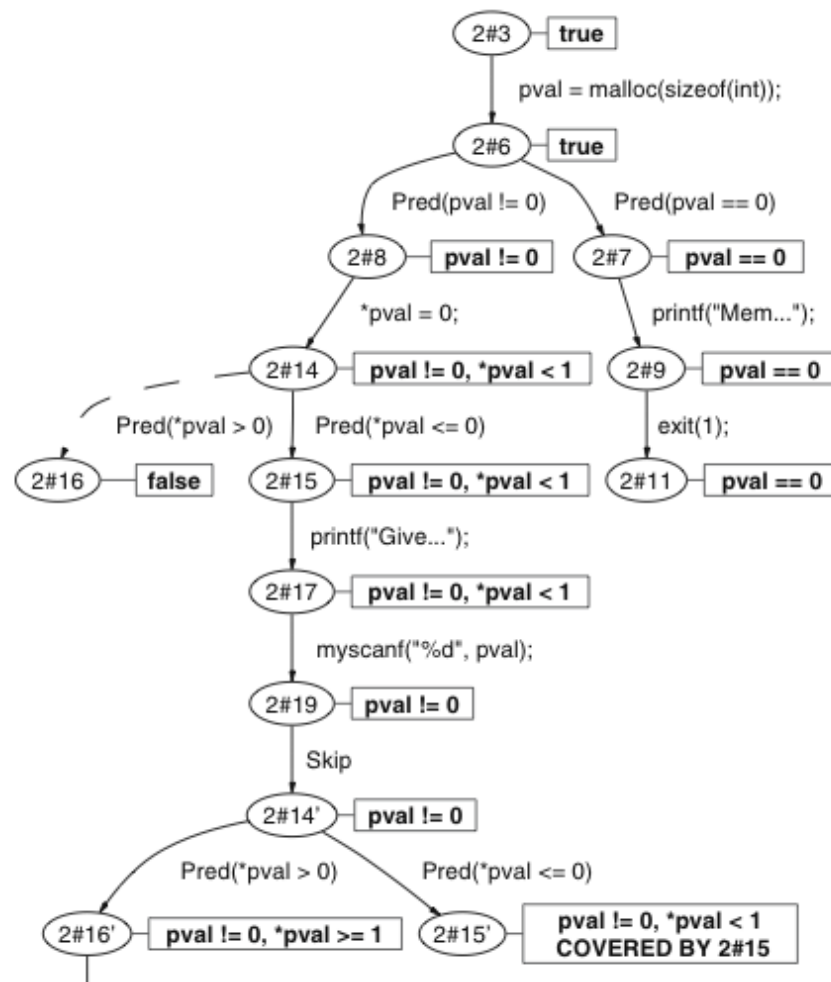 2#3
true
pval = malloc(sizeof(int));
2#6
true
Pred(pval != 0)
Pred(pval == 0)
2#8
pval != 0
2#7
pval == 0
*pval = 0;
printf("Mem...");
2#14
pval != 0, *pval < 1
2#9
pval == 0
Pred(*pval > 0)
Pred(*pval <= 0)
exit(1);
2#16
false
2#15
pval != 0, *pval < 1
2#11
pval == 0
printf("Give...");
2#17
pval != 0, *pval < 1
myscanf("%d", pval);
2#19
pval != 0
Skip
2#14'
pval != 0
Pred(*pval > 0)
Pred(*pval <= 0)
2#16'
pval != 0, *pval >= 1
2#15'
pval != 0, *pval < 1
COVERED BY 2#15